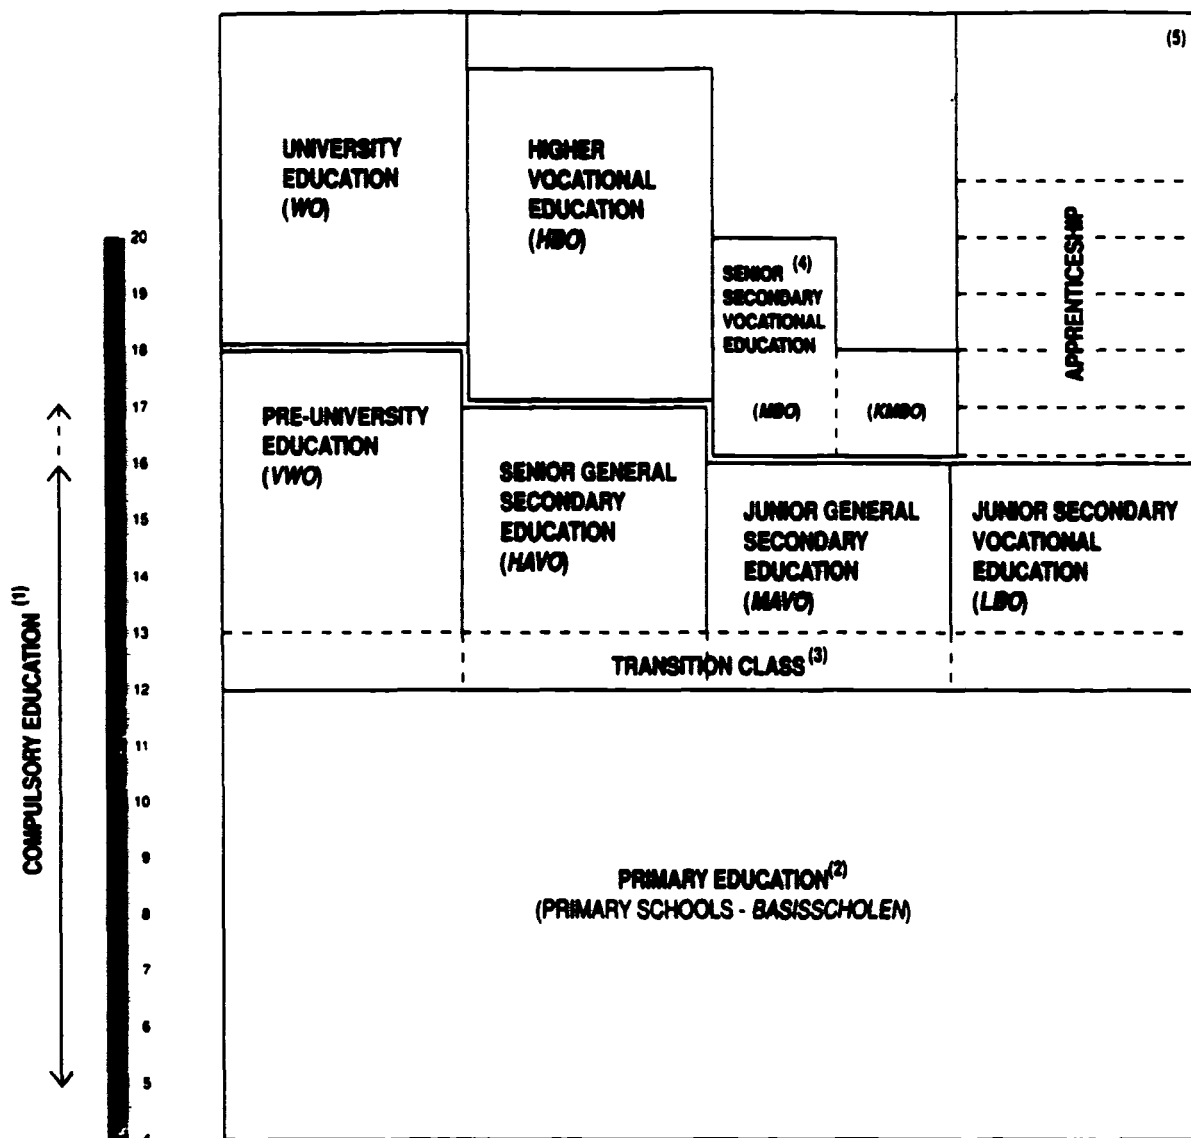 (5)
UNIVERSITY
EDUCATION
(WO)
HIGHER
VOCATIONAL
EDUCATION
(HBO)
SENIOR (4)
SECONDARY
VOCATIONAL
EDUCATION
(MBO)
(KMBO)
APPRENTICESHIP
PRE-UNIVERSITY
EDUCATION
(VWO)
SENIOR GENERAL
SECONDARY
EDUCATION
(HAVO)
JUNIOR GENERAL
SECONDARY
EDUCATION
(MAVO)
JUNIOR SECONDARY
VOCATIONAL
EDUCATION
(LBO)
TRANSITION CLASS (3)
PRIMARY EDUCATION (2)
(PRIMARY SCHOOLS - BASISSCHOLEN)
COMPULSORY EDUCATION (1)
20
19
18
17
16
15
14
13
12
11
10
9
8
7
6
5
4